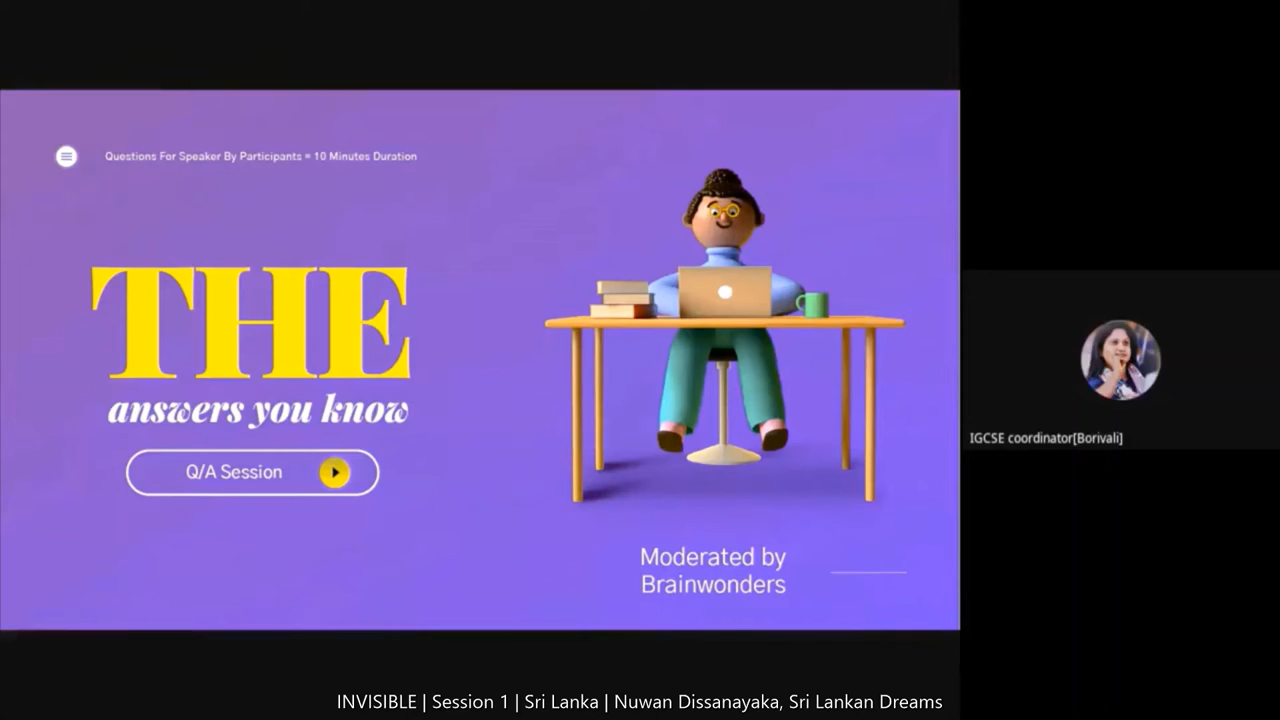 Questions For Speaker By Participants = 10 Minutes Duration
THE
answers you know
Q/A Session
Moderated by
Brainwonders
IGCSE coordinator[Borivali]
INVISIBLE | Session 1 | Sri Lanka | Nuwan Dissanayaka, Sri Lankan Dreams